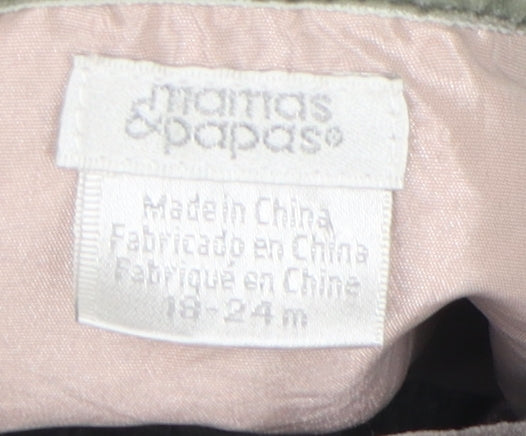 mamas
&papas®
Made in China
Fabricado en China
Fabriqué en Chine
18-24m